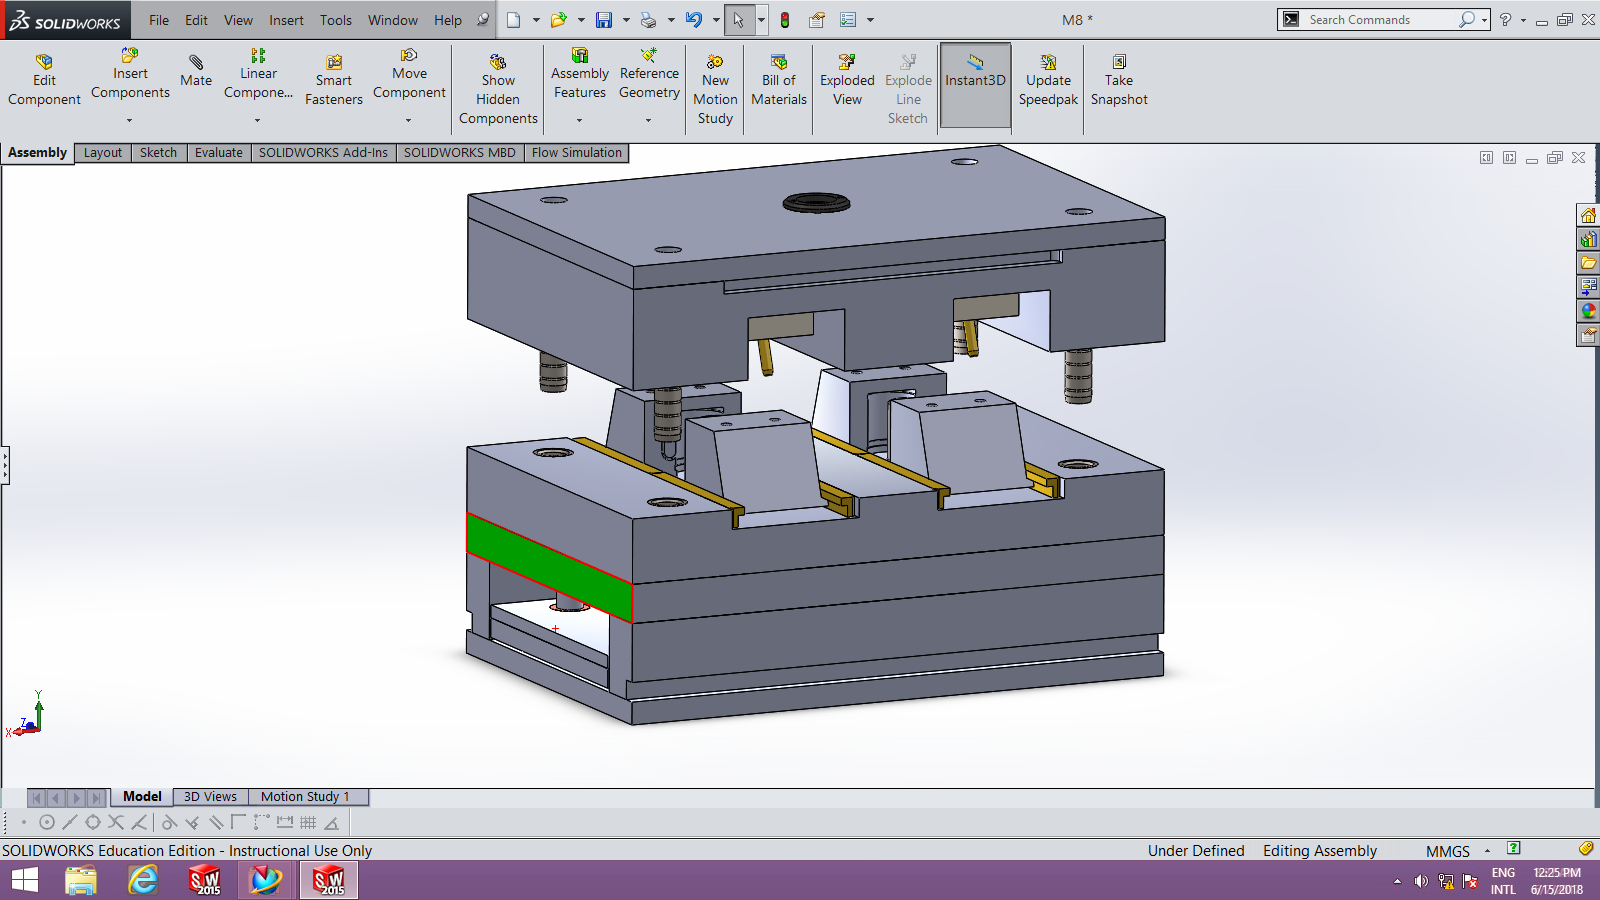 SOLIDWORKS File Edit View Insert Tools Window Help M8 * Search Commands
Edit Component
Insert Components
Mate
Linear Compone...
Smart Fasteners
Move Component
Show Hidden Components
Assembly Features
Reference Geometry
New Motion Study
Bill of Materials
Exploded View
Explode Line Sketch
Instant3D
Update Speedpak
Take Snapshot
Assembly Layout Sketch Evaluate SOLIDWORKS Add-Ins SOLIDWORKS MBD Flow Simulation
Y
Z
X
Model 3D Views Motion Study 1
SOLIDWORKS Education Edition - Instructional Use Only Under Defined Editing Assembly MMGS
SW 2015
SW 2015
ENG 12:25 PM
INTL 6/15/2018